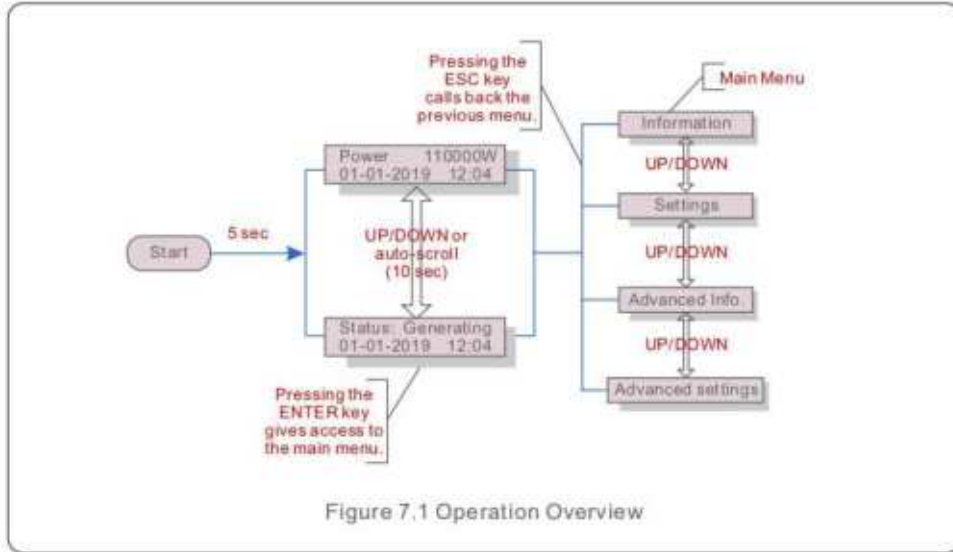 Pressing the
ESC key
calls back the
previous menu.
Main Menu
Information
UP/DOWN
Settings
UP/DOWN
Advanced Info.
UP/DOWN
Advanced settings
Power 110000W
01-01-2019 12:04
5 sec
Start
UP/DOWN or
auto-scroll
(10 sec)
Status: Generating
01-01-2019 12:04
Pressing the
ENTER key
gives access to
the main menu.
Figure 7.1 Operation Overview